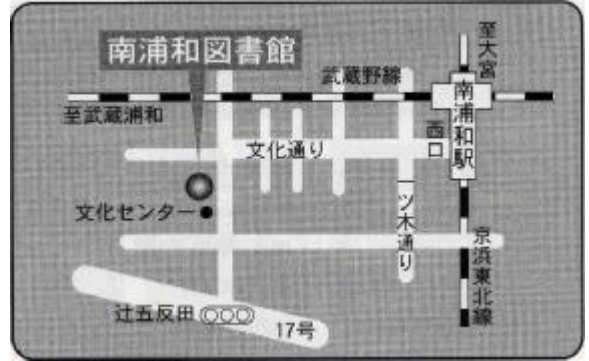 南浦和図書館
武蔵野線
至大宮
至武蔵浦和
南浦和駅
西口
文化通り
文化センター
一ツ木通り
京浜東北線
辻五反田
17号